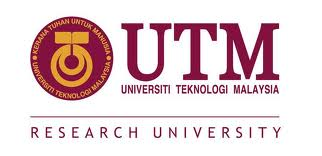 KERANA TUHAN UNTUK MANUSIA
UNIVERSITI TEKNOLOGI MALAYSIA
UTM
UNIVERSITI TEKNOLOGI MALAYSIA
RESEARCH UNIVERSITY